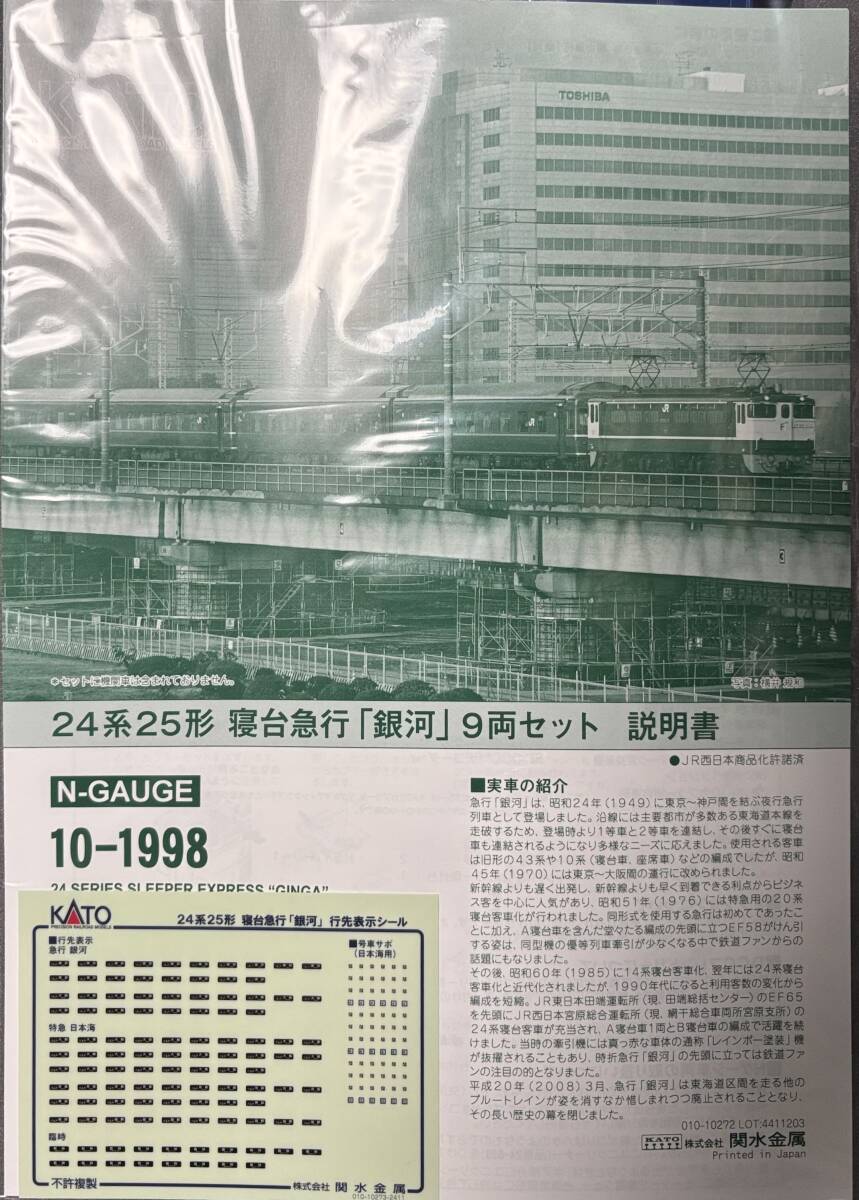 TOSHIBA
*セットに機関車は含まれておりません。
24系25形 寝台急行「銀河」9両セット 説明書
●JR西日本商品化許諾済
N-GAUGE
10-1998
24 SERIES SLEEPER EXPRESS "GINGA"
■実車の紹介
急行「銀河」は、昭和24年(1949)に東京～神戸間を結ぶ夜行急行
列車として登場しました。沿線には主要都市が多数ある東海道本線を
走破するため、登場時より1等車と2等車を連結し、その後すぐに寝台
車も連結されるようになり多様なニーズに応えました。使用される客車
は旧形の43系や10系(寝台車、座席車)などの編成でしたが、昭和
45年(1970)には東京～大阪間の運行に改められました。
新幹線よりも遅く出発し、新幹線よりも早く到着できる利点からビジネ
ス客を中心に人気があり、昭和51年(1976)には特急用の20系
寝台客車化が行われました。同形式を使用する急行は初めてであったこ
とに加え、A寝台車を含んだ堂々たる編成の先頭に立つEF58がけん引
する姿は、同型機の優等列車牽引が少なくなる中で鉄道ファンからの
話題にもなりました。
その後、昭和60年(1985)に14系寝台客車化、翌年には24系寝台
客車化と近代化されましたが、1990年代になると利用客数の変化から
編成を短縮。JR東日本田端運転所(現、田端総括センター)のEF65
を先頭にJR西日本宮原総合運転所(現、網干総合車両所宮原支所)の
24系寝台客車が充当され、A寝台車1両とB寝台車の編成で活躍を続
けました。当時の牽引機には真っ赤な車体の通称「レインボー塗装」機
が抜擢されることもあり、時折急行「銀河」の先頭に立っては鉄道ファ
ンの注目の的となりました。
平成20年(2008)3月、急行「銀河」は東海道区間を走る他の
ブルートレインが姿を消すなか惜しまれつつ廃止されることとなり、
その長い歴史の幕を閉じました。
010-10272 LOT:4411203
KATO 株式会社 関水金属
Printed in Japan
KATO
PRECISION RAILROAD MODELS
24系25形 寝台急行「銀河」行先表示シール
■行先表示
急行 銀河
■号車サボ
(日本海用)
特急 日本海
臨時
不許複製
株式会社 関水金属
010-10273-2411